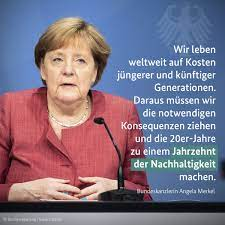 Wir leben
weltweit auf Kosten
jüngerer und künftiger
Generationen.
Daraus müssen wir
die notwendigen
Konsequenzen ziehen
und die 20er-Jahre
zu einem Jahrzehnt
der Nachhaltigkeit
machen.
Bundeskanzlerin Angela Merkel